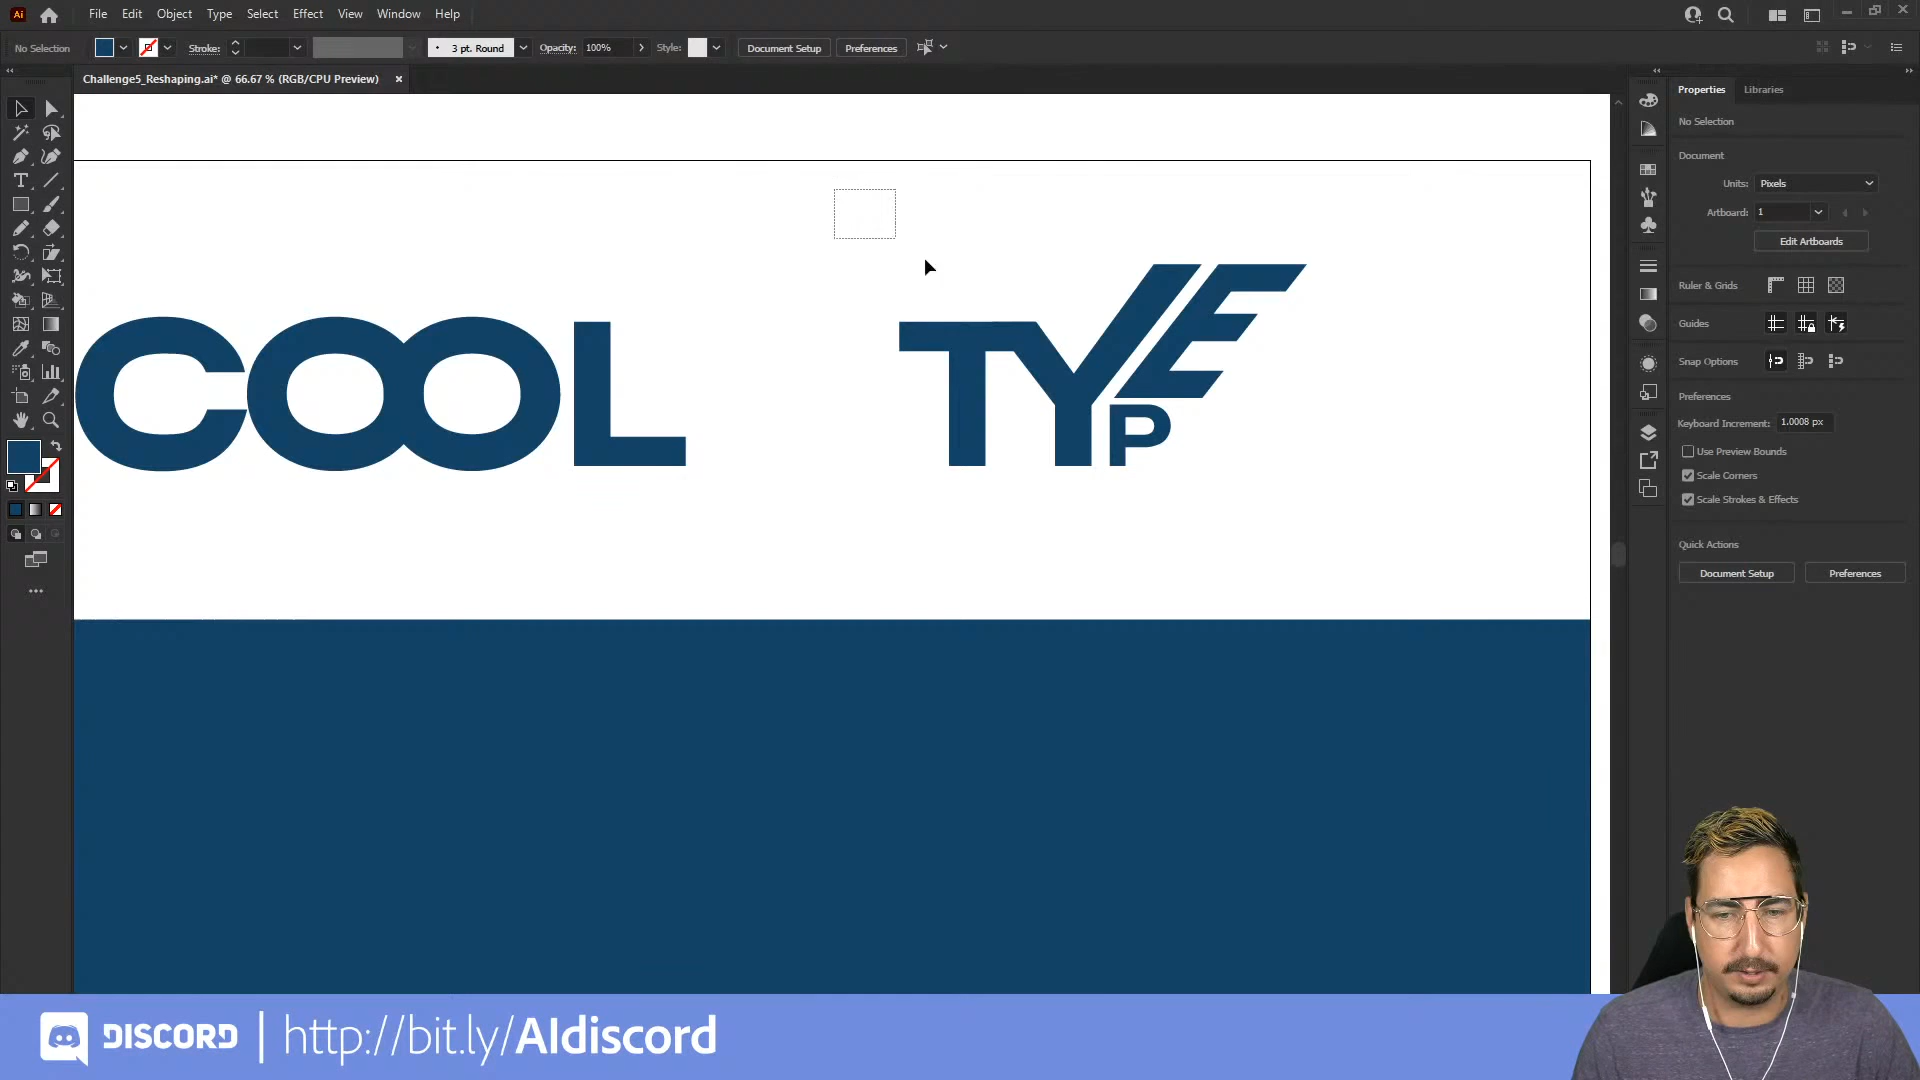 Ai File Edit Object Type Select Effect View Window Help
No Selection Stroke: 3 pt. Round Opacity: 100% Style: Document Setup Preferences
Challenge5_Reshaping.ai* @ 66.67 % (RGB/CPU Preview)
Properties Libraries
No Selection
Document
Units: Pixels
Artboard: 1
Edit Artboards
Ruler & Grids
Guides
Snap Options
Preferences
Keyboard Increment: 1.0008 px
Use Preview Bounds
Scale Corners
Scale Strokes & Effects
Quick Actions
Document Setup Preferences
COOL TYPE
DISCORD | http://bit.ly/AIdiscord